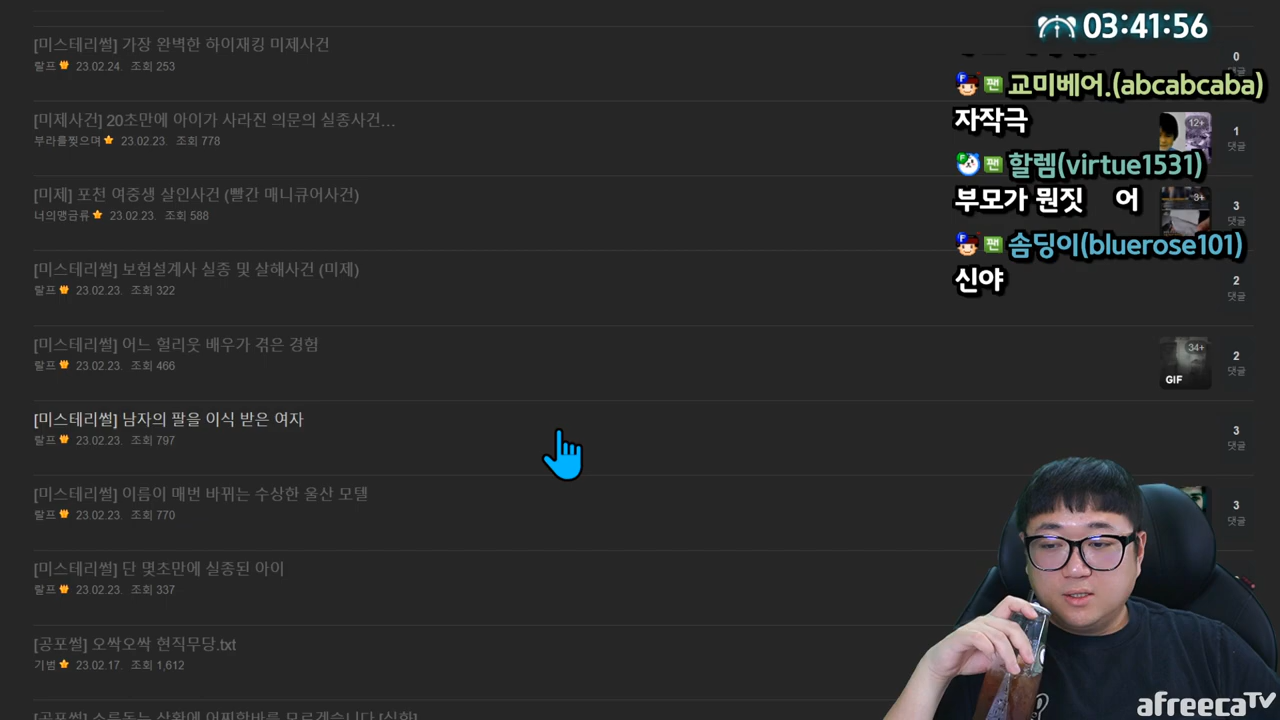 03:41:56
[미스테리썰] 가장 완벽한 하이재킹 미제사건
랄프 23.02.24. 조회 253
0
댓글
팬 교미베어.(abcabcaba)
자작극
[미제사건] 20초만에 아이가 사라진 의문의 실종사건...
부라를찢으며 23.02.23. 조회 778
12+
1
댓글
팬 할렘(virtue1531)
부모가 뭔짓 어
[미제] 포천 여중생 살인사건 (빨간 매니큐어사건)
너의맹금류 23.02.23. 조회 588
3+
3
댓글
팬 솜딩이(bluerose101)
신야
[미스테리썰] 보험설계사 실종 및 살해사건 (미제)
랄프 23.02.23. 조회 322
2
댓글
[미스테리썰] 어느 헐리웃 배우가 겪은 경험
랄프 23.02.23. 조회 466
34+
GIF
2
댓글
[미스테리썰] 남자의 팔을 이식 받은 여자
랄프 23.02.23. 조회 797
3
댓글
[미스테리썰] 이름이 매번 바뀌는 수상한 울산 모텔
랄프 23.02.23. 조회 770
3
댓글
[미스테리썰] 단 몇초만에 실종된 아이
랄프 23.02.23. 조회 337
[공포썰] 오싹오싹 현직무당.txt
기범 23.02.17. 조회 1,612
afreecaTV